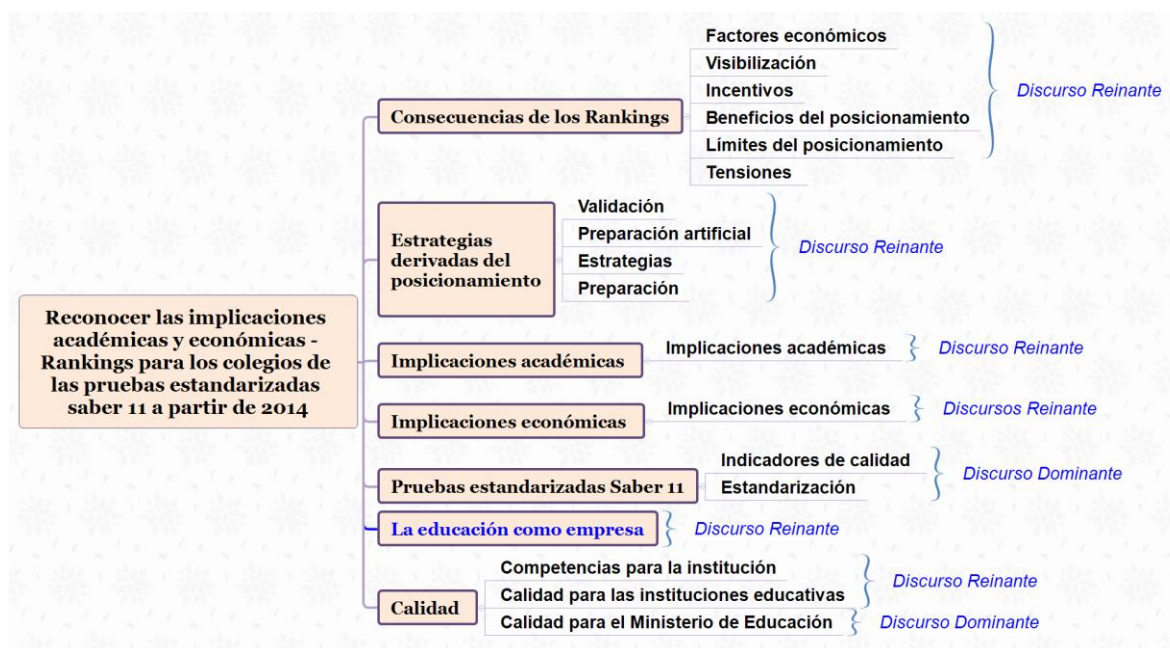 Reconocer las implicaciones
académicas y económicas -
Rankings para los colegios de
las pruebas estandarizadas
saber 11 a partir de 2014
Consecuencias de los Rankings
Factores económicos
Visibilización
Incentivos
Beneficios del posicionamiento
Límites del posicionamiento
Tensiones
Discurso Reinante
Estrategias
derivadas del
posicionamiento
Validación
Preparación artificial
Estrategias
Preparación
Discurso Reinante
Implicaciones académicas
Implicaciones académicas
Discurso Reinante
Implicaciones económicas
Implicaciones económicas
Discursos Reinante
Pruebas estandarizadas Saber 11
Indicadores de calidad
Estandarización
Discurso Dominante
La educación como empresa
Discurso Reinante
Calidad
Competencias para la institución
Calidad para las instituciones educativas
Discurso Reinante
Calidad para el Ministerio de Educación
Discurso Dominante